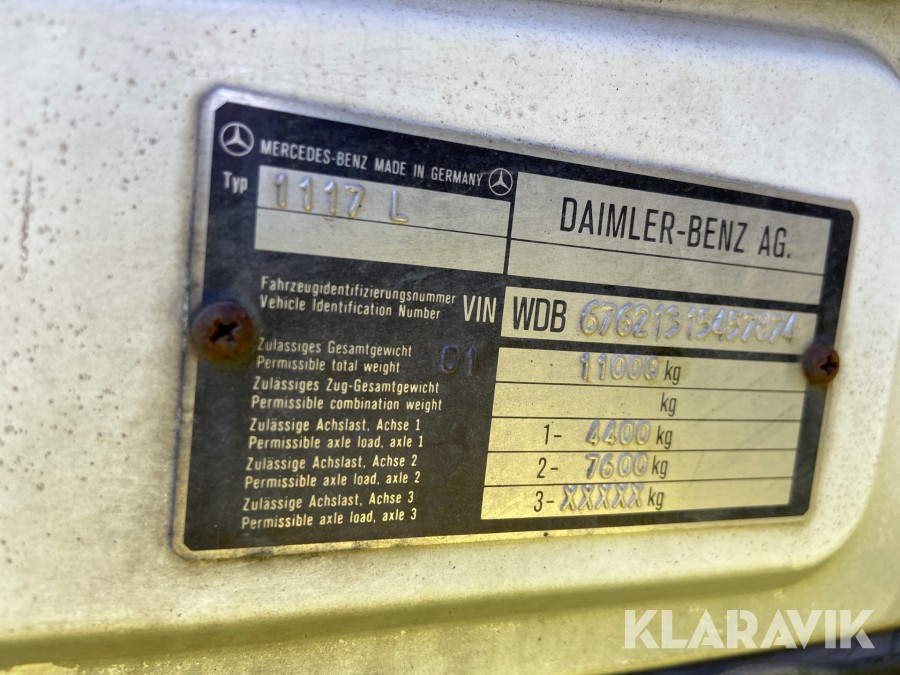 MERCEDES-BENZ MADE IN GERMANY
Typ 1117 L
DAIMLER-BENZ AG.
Fahrzeugidentifizierungsnummer
Vehicle Identification Number VIN WDB
Zulässiges Gesamtgewicht
Permissible total weight 01 11000 kg
Zulässiges Zug-Gesamtgewicht
Permissible combination weight kg
Zulässige Achslast, Achse 1
Permissible axle load, axle 1 1- 4400 kg
Zulässige Achslast, Achse 2
Permissible axle load, axle 2 2- 7600 kg
Zulässige Achslast, Achse 3
Permissible axle load, axle 3 3- XXXXX kg
KLARAVIK